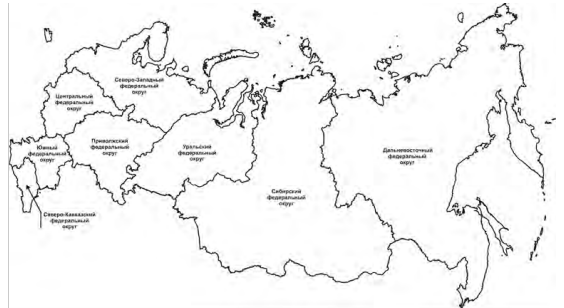 Северо-Западный
федеральный
округ
Центральный
федеральный
округ
Южный
федеральный
округ
Приволжский
федеральный
округ
Уральский
федеральный
округ
Дальневосточный
федеральный
округ
Сибирский
федеральный
округ
Северо-Кавказский
федеральный
округ